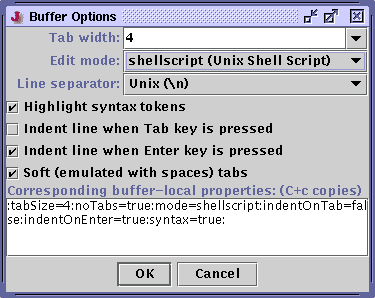 Buffer Options
Tab width: 4
Edit mode: shellscript (Unix Shell Script)
Line separator: Unix (\n)
Highlight syntax tokens
Indent line when Tab key is pressed
Indent line when Enter key is pressed
Soft (emulated with spaces) tabs
Corresponding buffer-local properties: (C+c copies)
:tabSize=4:noTabs=true:mode=shellscript:indentOnTab=fal
se:indentOnEnter=true:syntax=true:
OK Cancel